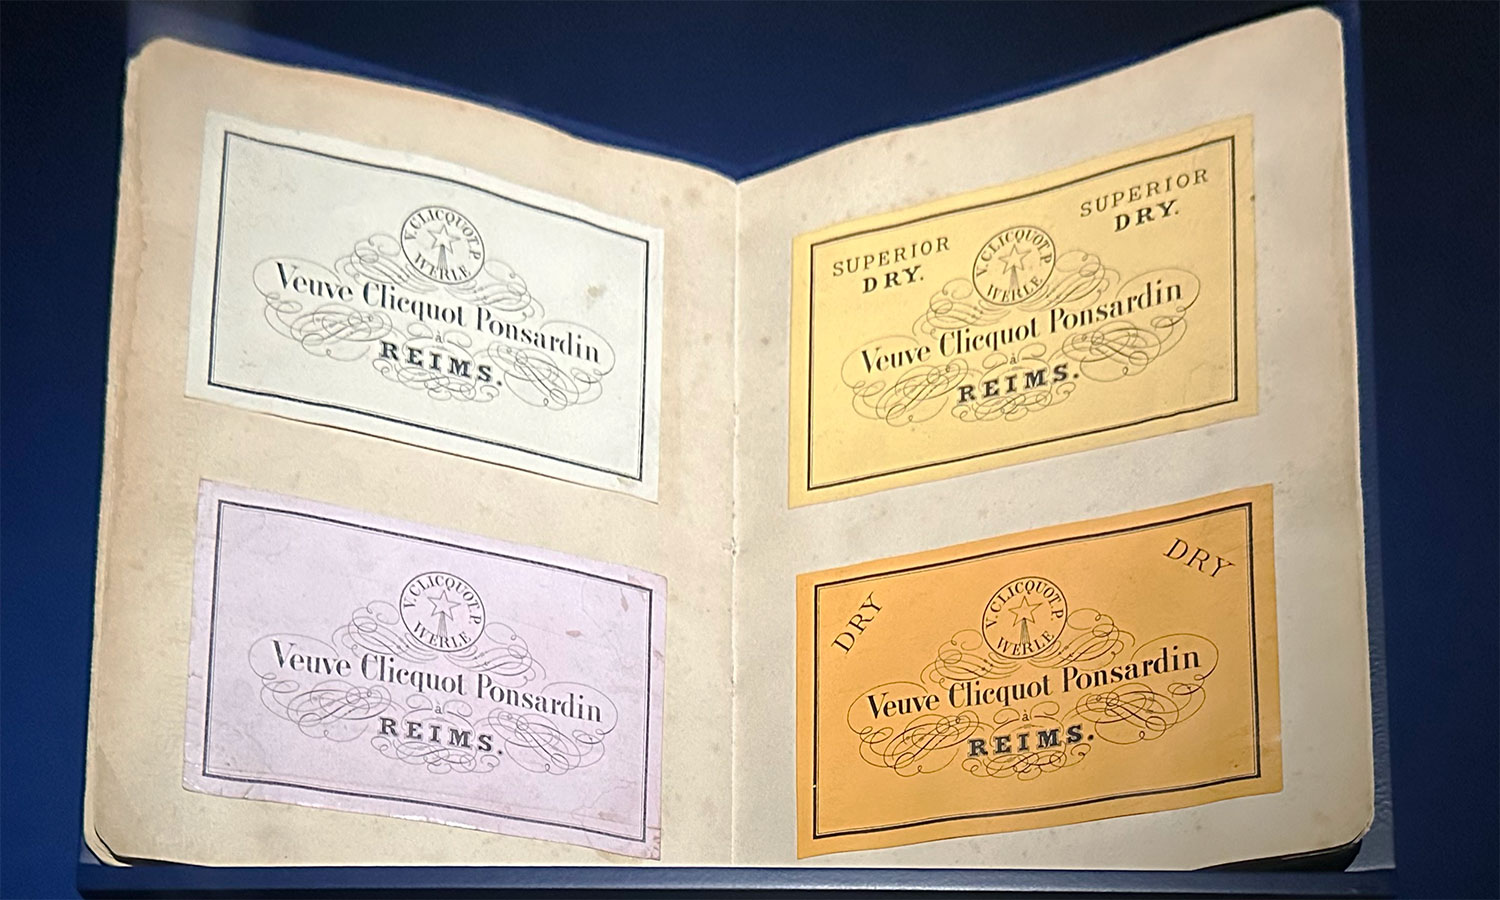 V. CLICQUOT. P.
WERLE
Veuve Clicquot Ponsardin
à
REIMS.
V. CLICQUOT. P.
WERLE
Veuve Clicquot Ponsardin
à
REIMS.
SUPERIOR
DRY.
SUPERIOR
DRY.
V. CLICQUOT. P.
WERLE
Veuve Clicquot Ponsardin
à
REIMS.
DRY
DRY
V. CLICQUOT. P.
WERLE
Veuve Clicquot Ponsardin
à
REIMS.